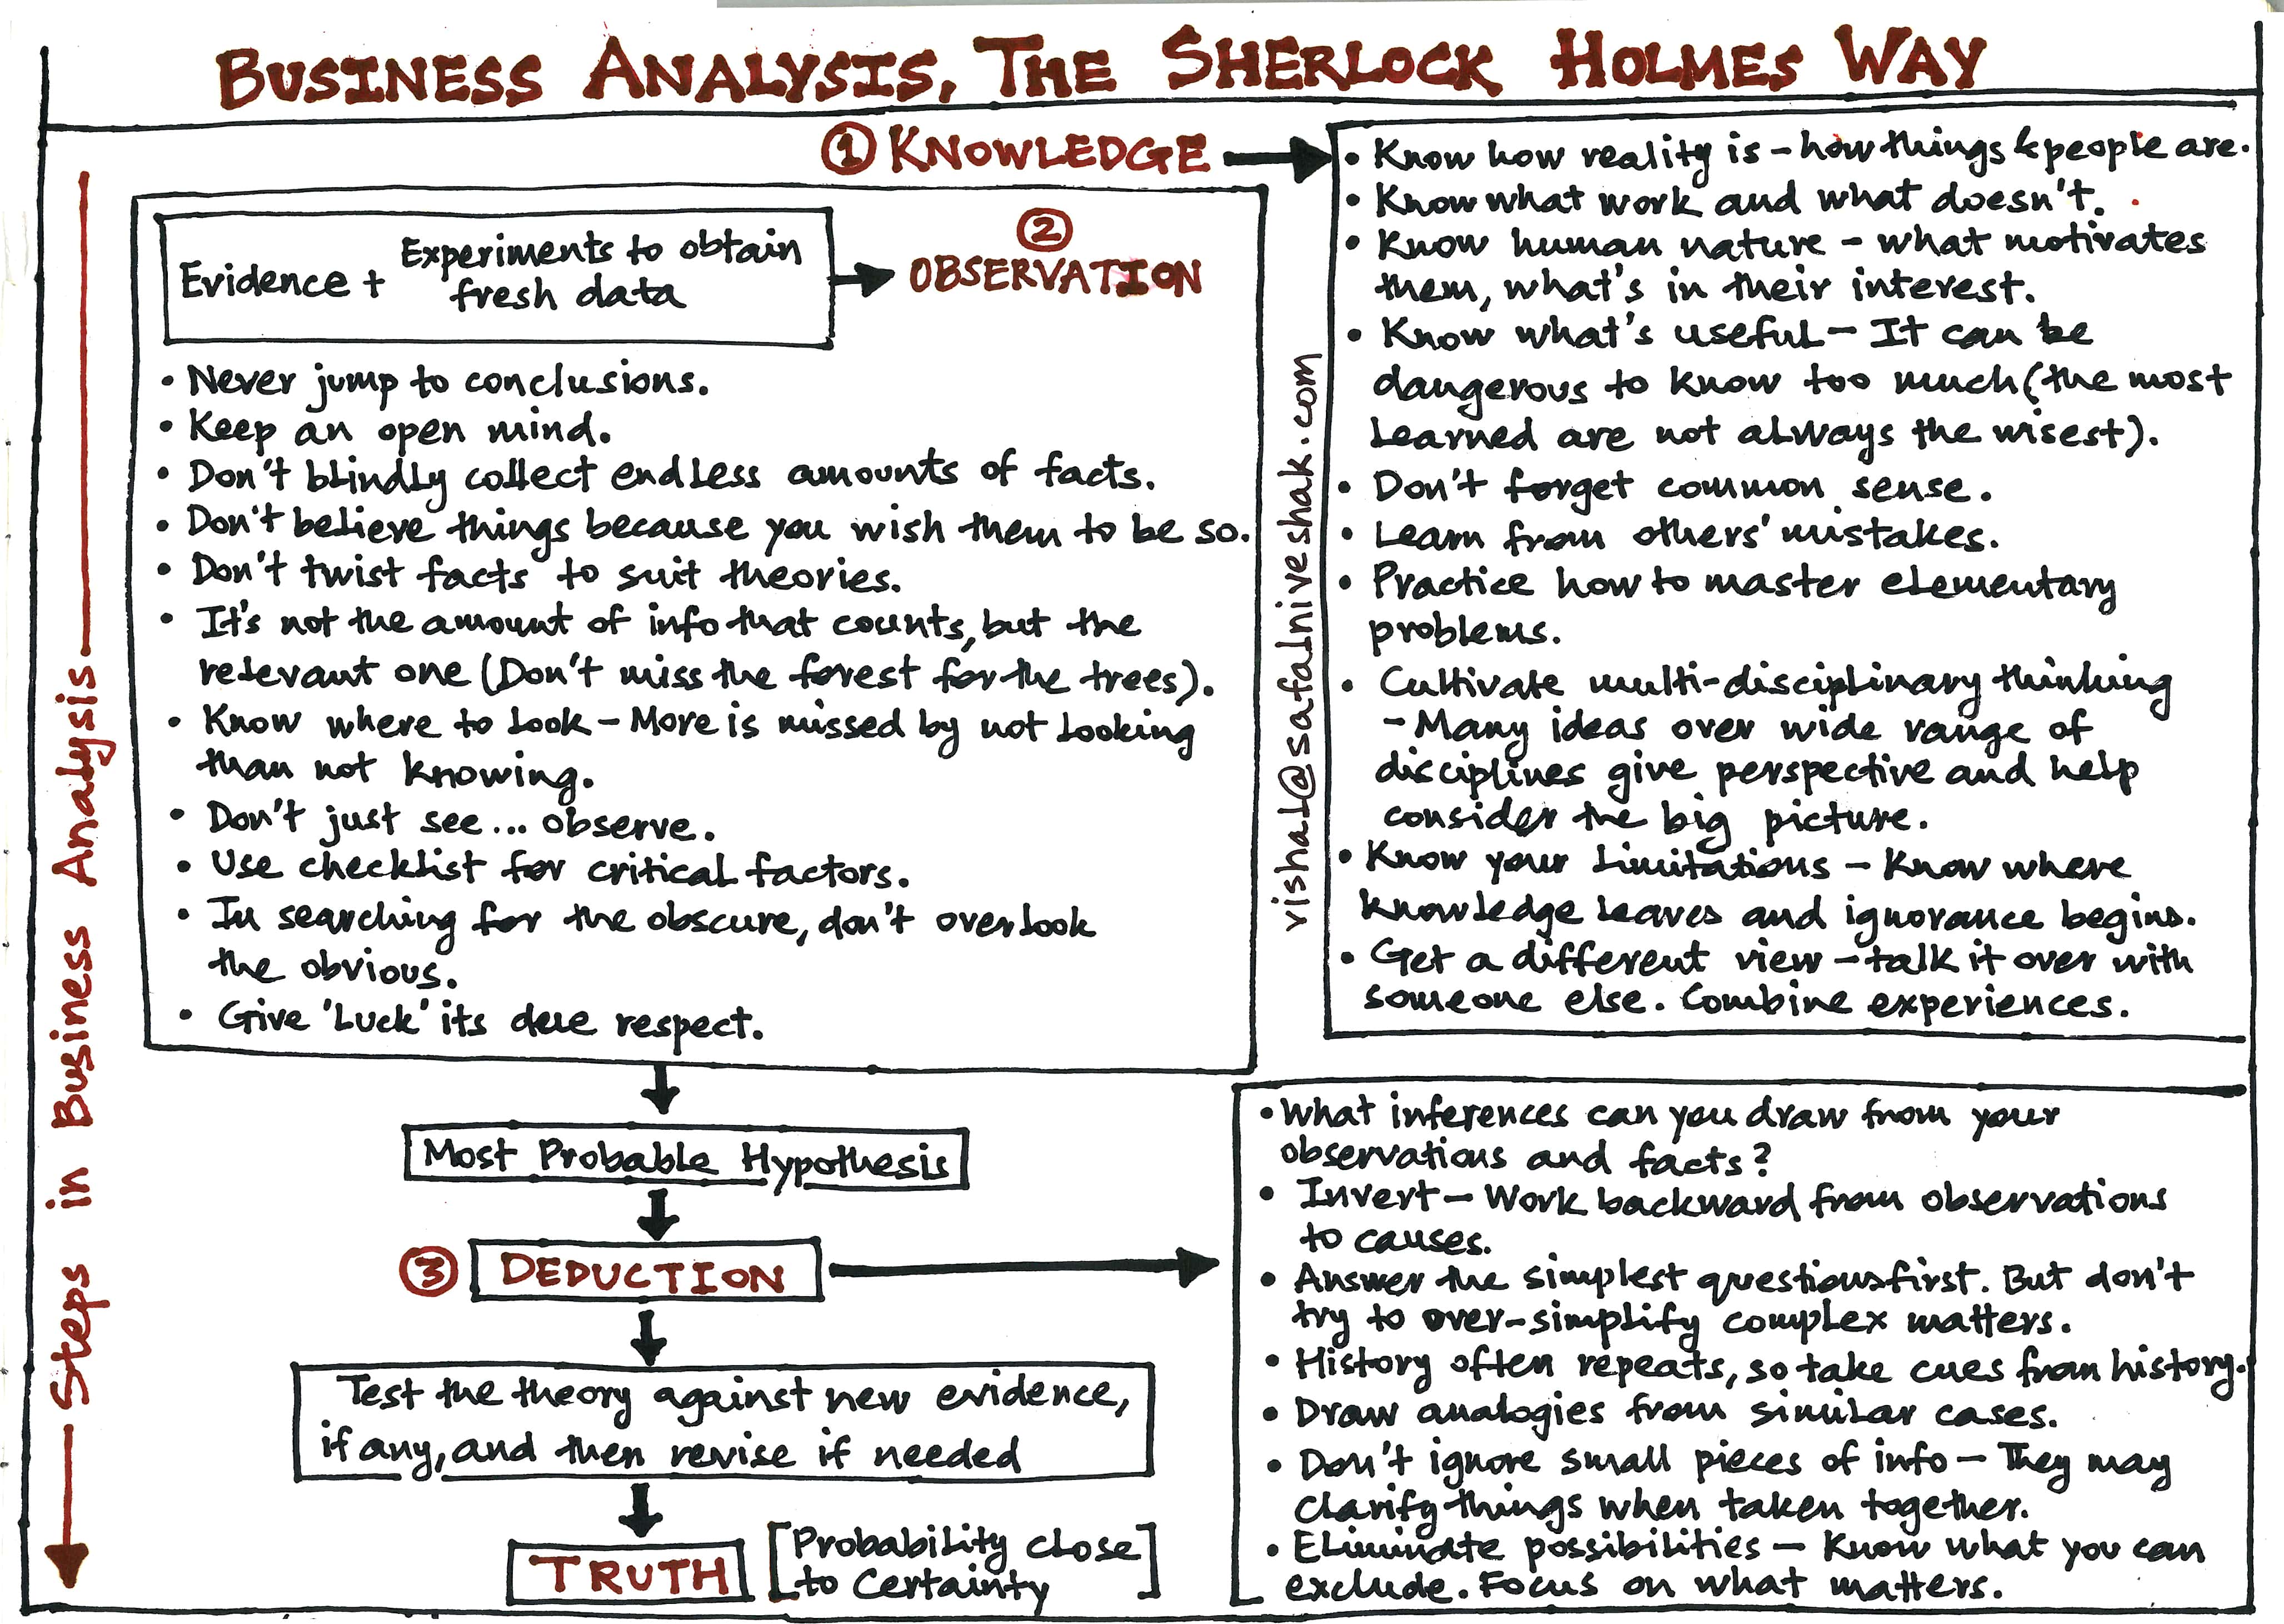 BUSINESS ANALYSIS, THE SHERLOCK HOLMES WAY
Steps in Business Analysis
① KNOWLEDGE
• Know how reality is – how things & people are.
• Know what work and what doesn't.
• Know human nature – what motivates
them, what's in their interest.
• Know what's useful – It can be
dangerous to know too much (the most
learned are not always the wisest).
• Don't forget common sense.
• Learn from others' mistakes.
• Practice how to master elementary
problems.
• Cultivate multi-disciplinary thinking
– Many ideas over wide range of
disciplines give perspective and help
consider the big picture.
• Know your limitations – Know where
knowledge leaves and ignorance begins.
• Get a different view – talk it over with
someone else. Combine experiences.
vishal@safalniveshak.com
Evidence + Experiments to obtain
fresh data
②
OBSERVATION
• Never jump to conclusions.
• Keep an open mind.
• Don't blindly collect endless amounts of facts.
• Don't believe things because you wish them to be so.
• Don't twist facts to suit theories.
• It's not the amount of info that counts, but the
relevant one (Don't miss the forest for the trees).
• Know where to look – More is missed by not looking
than not knowing.
• Don't just see... observe.
• Use checklist for critical factors.
• In searching for the obscure, don't overlook
the obvious.
• Give 'Luck' its due respect.
Most Probable Hypothesis
③ DEDUCTION
• What inferences can you draw from your
observations and facts?
• Invert – Work backward from observations
to causes.
• Answer the simplest questions first. But don't
try to over-simplify complex matters.
• History often repeats, so take cues from history.
• Draw analogies from similar cases.
• Don't ignore small pieces of info – They may
clarify things when taken together.
• Eliminate possibilities – Know what you can
exclude. Focus on what matters.
Test the theory against new evidence,
if any, and then revise if needed
TRUTH [Probability close
to Certainty]